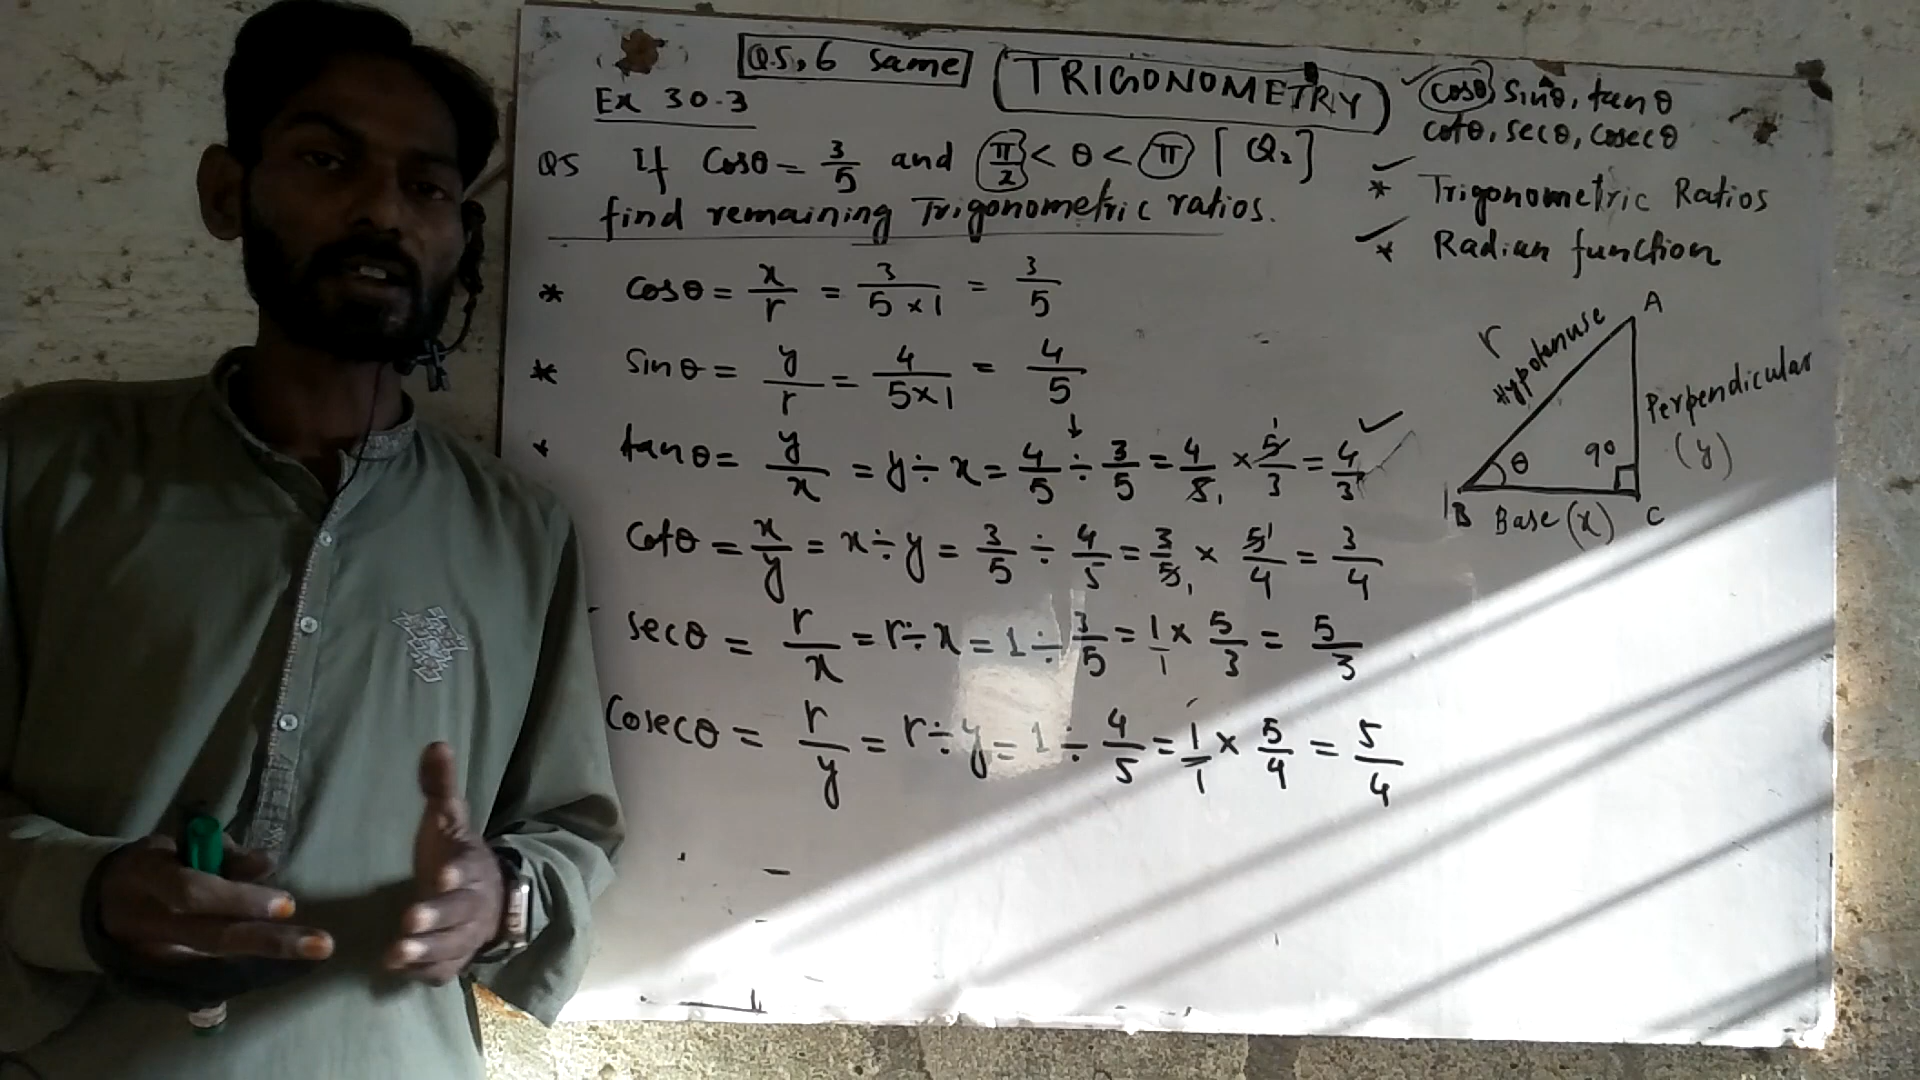 Q5,6 same
TRIGONOMETRY
Ex 30.3
Q5 If Cosθ = 3/5 and π/2 < θ < π [Q₂]
find remaining Trigonometric ratios.
* cosθ = x/r = 3/(5×1) = 3/5
* sinθ = y/r = 4/(5×1) = 4/5
* tanθ = y/x = y÷x = 4/5 ÷ 3/5 = 4/5 × 5/3 = 4/3
Cotθ = x/y = x÷y = 3/5 ÷ 4/5 = 3/5 × 5/4 = 3/4
secθ = r/x = r÷x = 1÷3/5 = 1/1 × 5/3 = 5/3
Cosecθ = r/y = r÷y = 1÷4/5 = 1/1 × 5/4 = 5/4
cosθ, sinθ, tanθ
cotθ, secθ, cosecθ
* Trigonometric Ratios
* Radian function
A
r
Hypotenuse
Perpendicular
(y)
θ
90
B
Base (x)
C